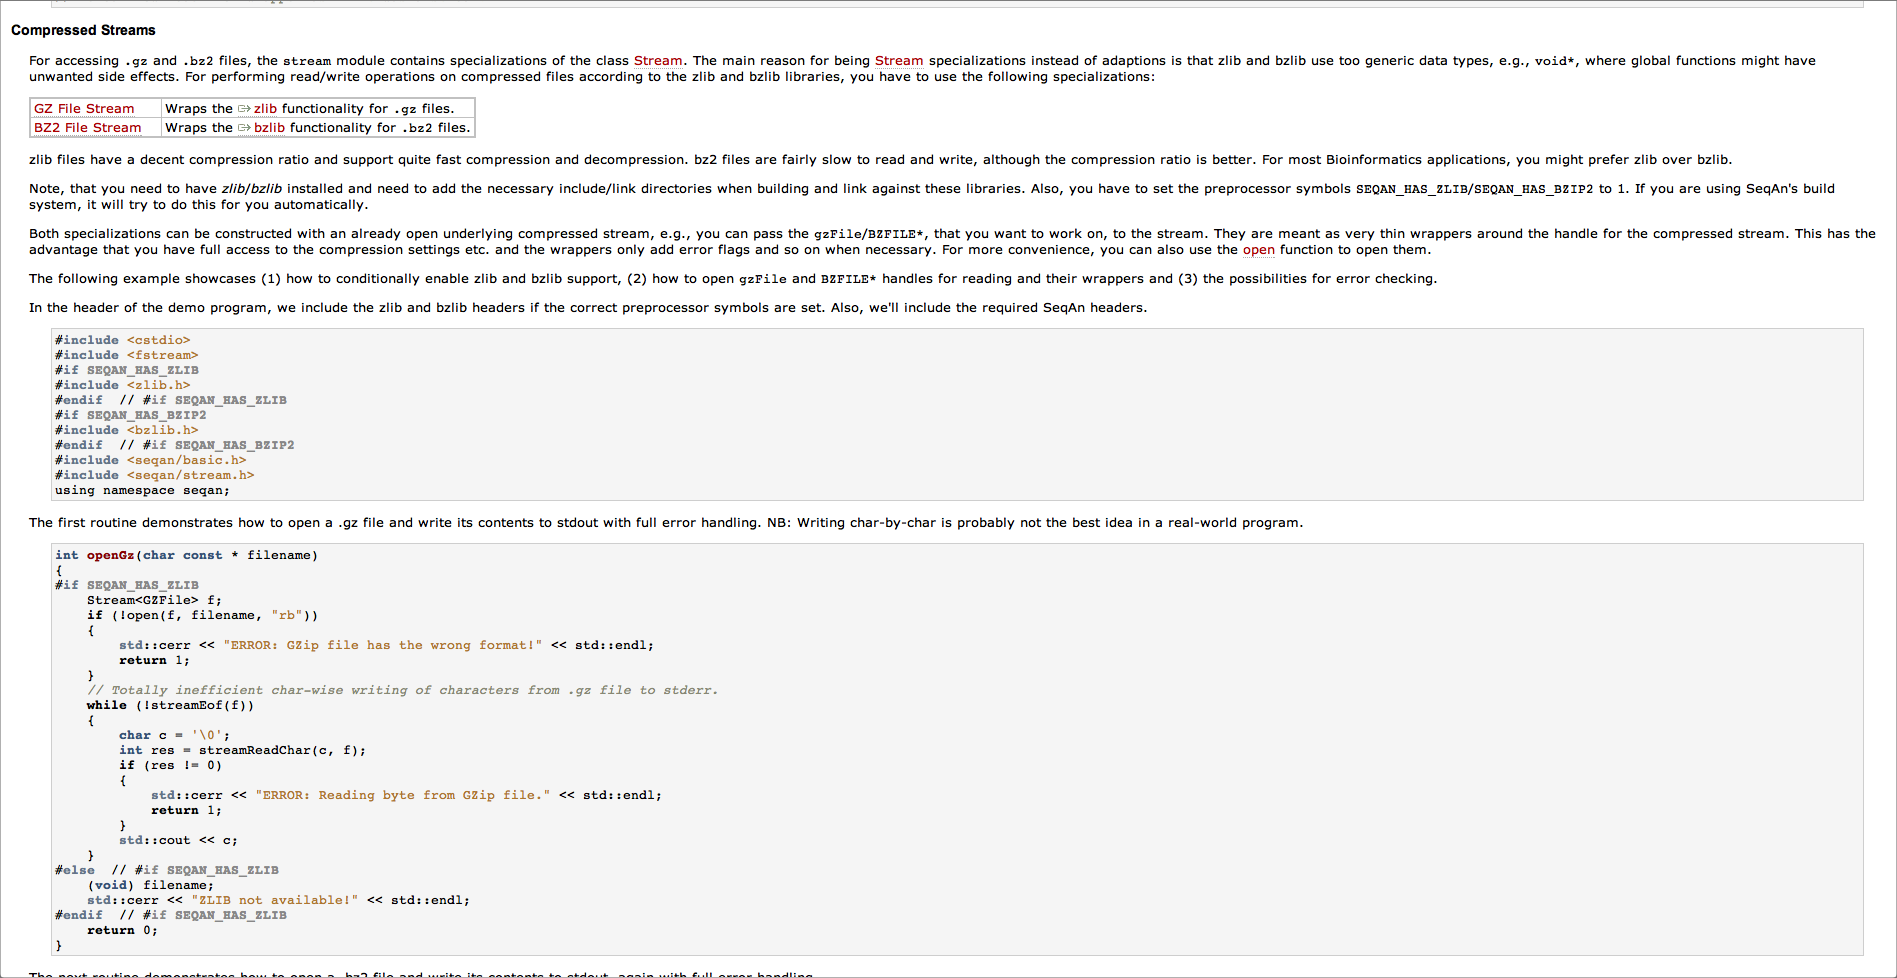 Compressed Streams
For accessing .gz and .bz2 files, the stream module contains specializations of the class Stream. The main reason for being Stream specializations instead of adaptions is that zlib and bzlib use too generic data types, e.g., void*, where global functions might have
unwanted side effects. For performing read/write operations on compressed files according to the zlib and bzlib libraries, you have to use the following specializations:
GZ File Stream Wraps the zlib functionality for .gz files.
BZ2 File Stream Wraps the bzlib functionality for .bz2 files.
zlib files have a decent compression ratio and support quite fast compression and decompression. bz2 files are fairly slow to read and write, although the compression ratio is better. For most Bioinformatics applications, you might prefer zlib over bzlib.
Note, that you need to have zlib/bzlib installed and need to add the necessary include/link directories when building and link against these libraries. Also, you have to set the preprocessor symbols SEQAN_HAS_ZLIB/SEQAN_HAS_BZIP2 to 1. If you are using SeqAn's build
system, it will try to do this for you automatically.
Both specializations can be constructed with an already open underlying compressed stream, e.g., you can pass the gzFile/BZFILE*, that you want to work on, to the stream. They are meant as very thin wrappers around the handle for the compressed stream. This has the
advantage that you have full access to the compression settings etc. and the wrappers only add error flags and so on when necessary. For more convenience, you can also use the open function to open them.
The following example showcases (1) how to conditionally enable zlib and bzlib support, (2) how to open gzFile and BZFILE* handles for reading and their wrappers and (3) the possibilities for error checking.
In the header of the demo program, we include the zlib and bzlib headers if the correct preprocessor symbols are set. Also, we'll include the required SeqAn headers.
#include <cstdio>
#include <fstream>
#if SEQAN_HAS_ZLIB
#include <zlib.h>
#endif  // #if SEQAN_HAS_ZLIB
#if SEQAN_HAS_BZIP2
#include <bzlib.h>
#endif  // #if SEQAN_HAS_BZIP2
#include <seqan/basic.h>
#include <seqan/stream.h>
using namespace seqan;
The first routine demonstrates how to open a .gz file and write its contents to stdout with full error handling. NB: Writing char-by-char is probably not the best idea in a real-world program.
int openGz(char const * filename)
{
#if SEQAN_HAS_ZLIB
    Stream<GZFile> f;
    if (!open(f, filename, "rb"))
    {
        std::cerr << "ERROR: GZip file has the wrong format!" << std::endl;
        return 1;
    }
    // Totally inefficient char-wise writing of characters from .gz file to stderr.
    while (!streamEof(f))
    {
        char c = '\0';
        int res = streamReadChar(c, f);
        if (res != 0)
        {
            std::cerr << "ERROR: Reading byte from GZip file." << std::endl;
            return 1;
        }
        std::cout << c;
    }
#else  // #if SEQAN_HAS_ZLIB
    (void) filename;
    std::cerr << "ZLIB not available!" << std::endl;
#endif  // #if SEQAN_HAS_ZLIB
    return 0;
}
The next routine demonstrates how to open a .bz2 file and write its contents to stdout, again with full error handling.